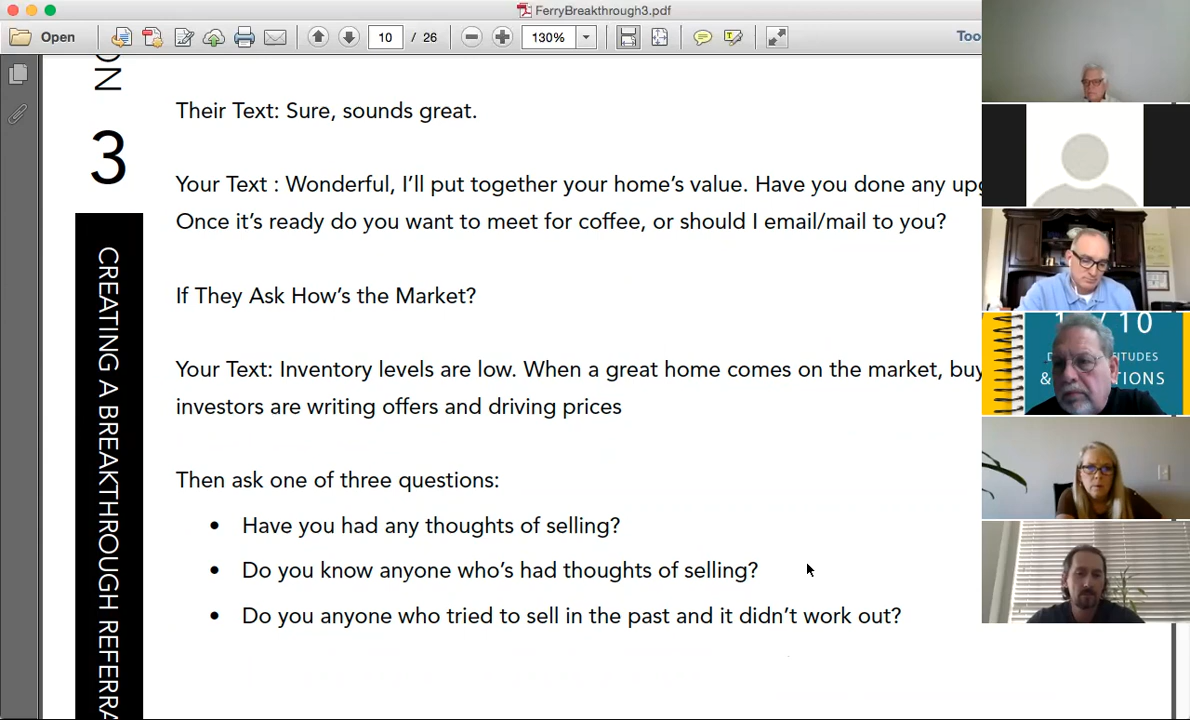 FerryBreakthrough3.pdf
Open
10 / 26
130%
Too
ON
3
CREATING A BREAKTHROUGH REFERRA
Their Text: Sure, sounds great.
Your Text : Wonderful, I'll put together your home's value. Have you done any upg
Once it's ready do you want to meet for coffee, or should I email/mail to you?
If They Ask How's the Market?
Your Text: Inventory levels are low. When a great home comes on the market, buy
investors are writing offers and driving prices
Then ask one of three questions:
• Have you had any thoughts of selling?
• Do you know anyone who's had thoughts of selling?
• Do you anyone who tried to sell in the past and it didn't work out?
/10